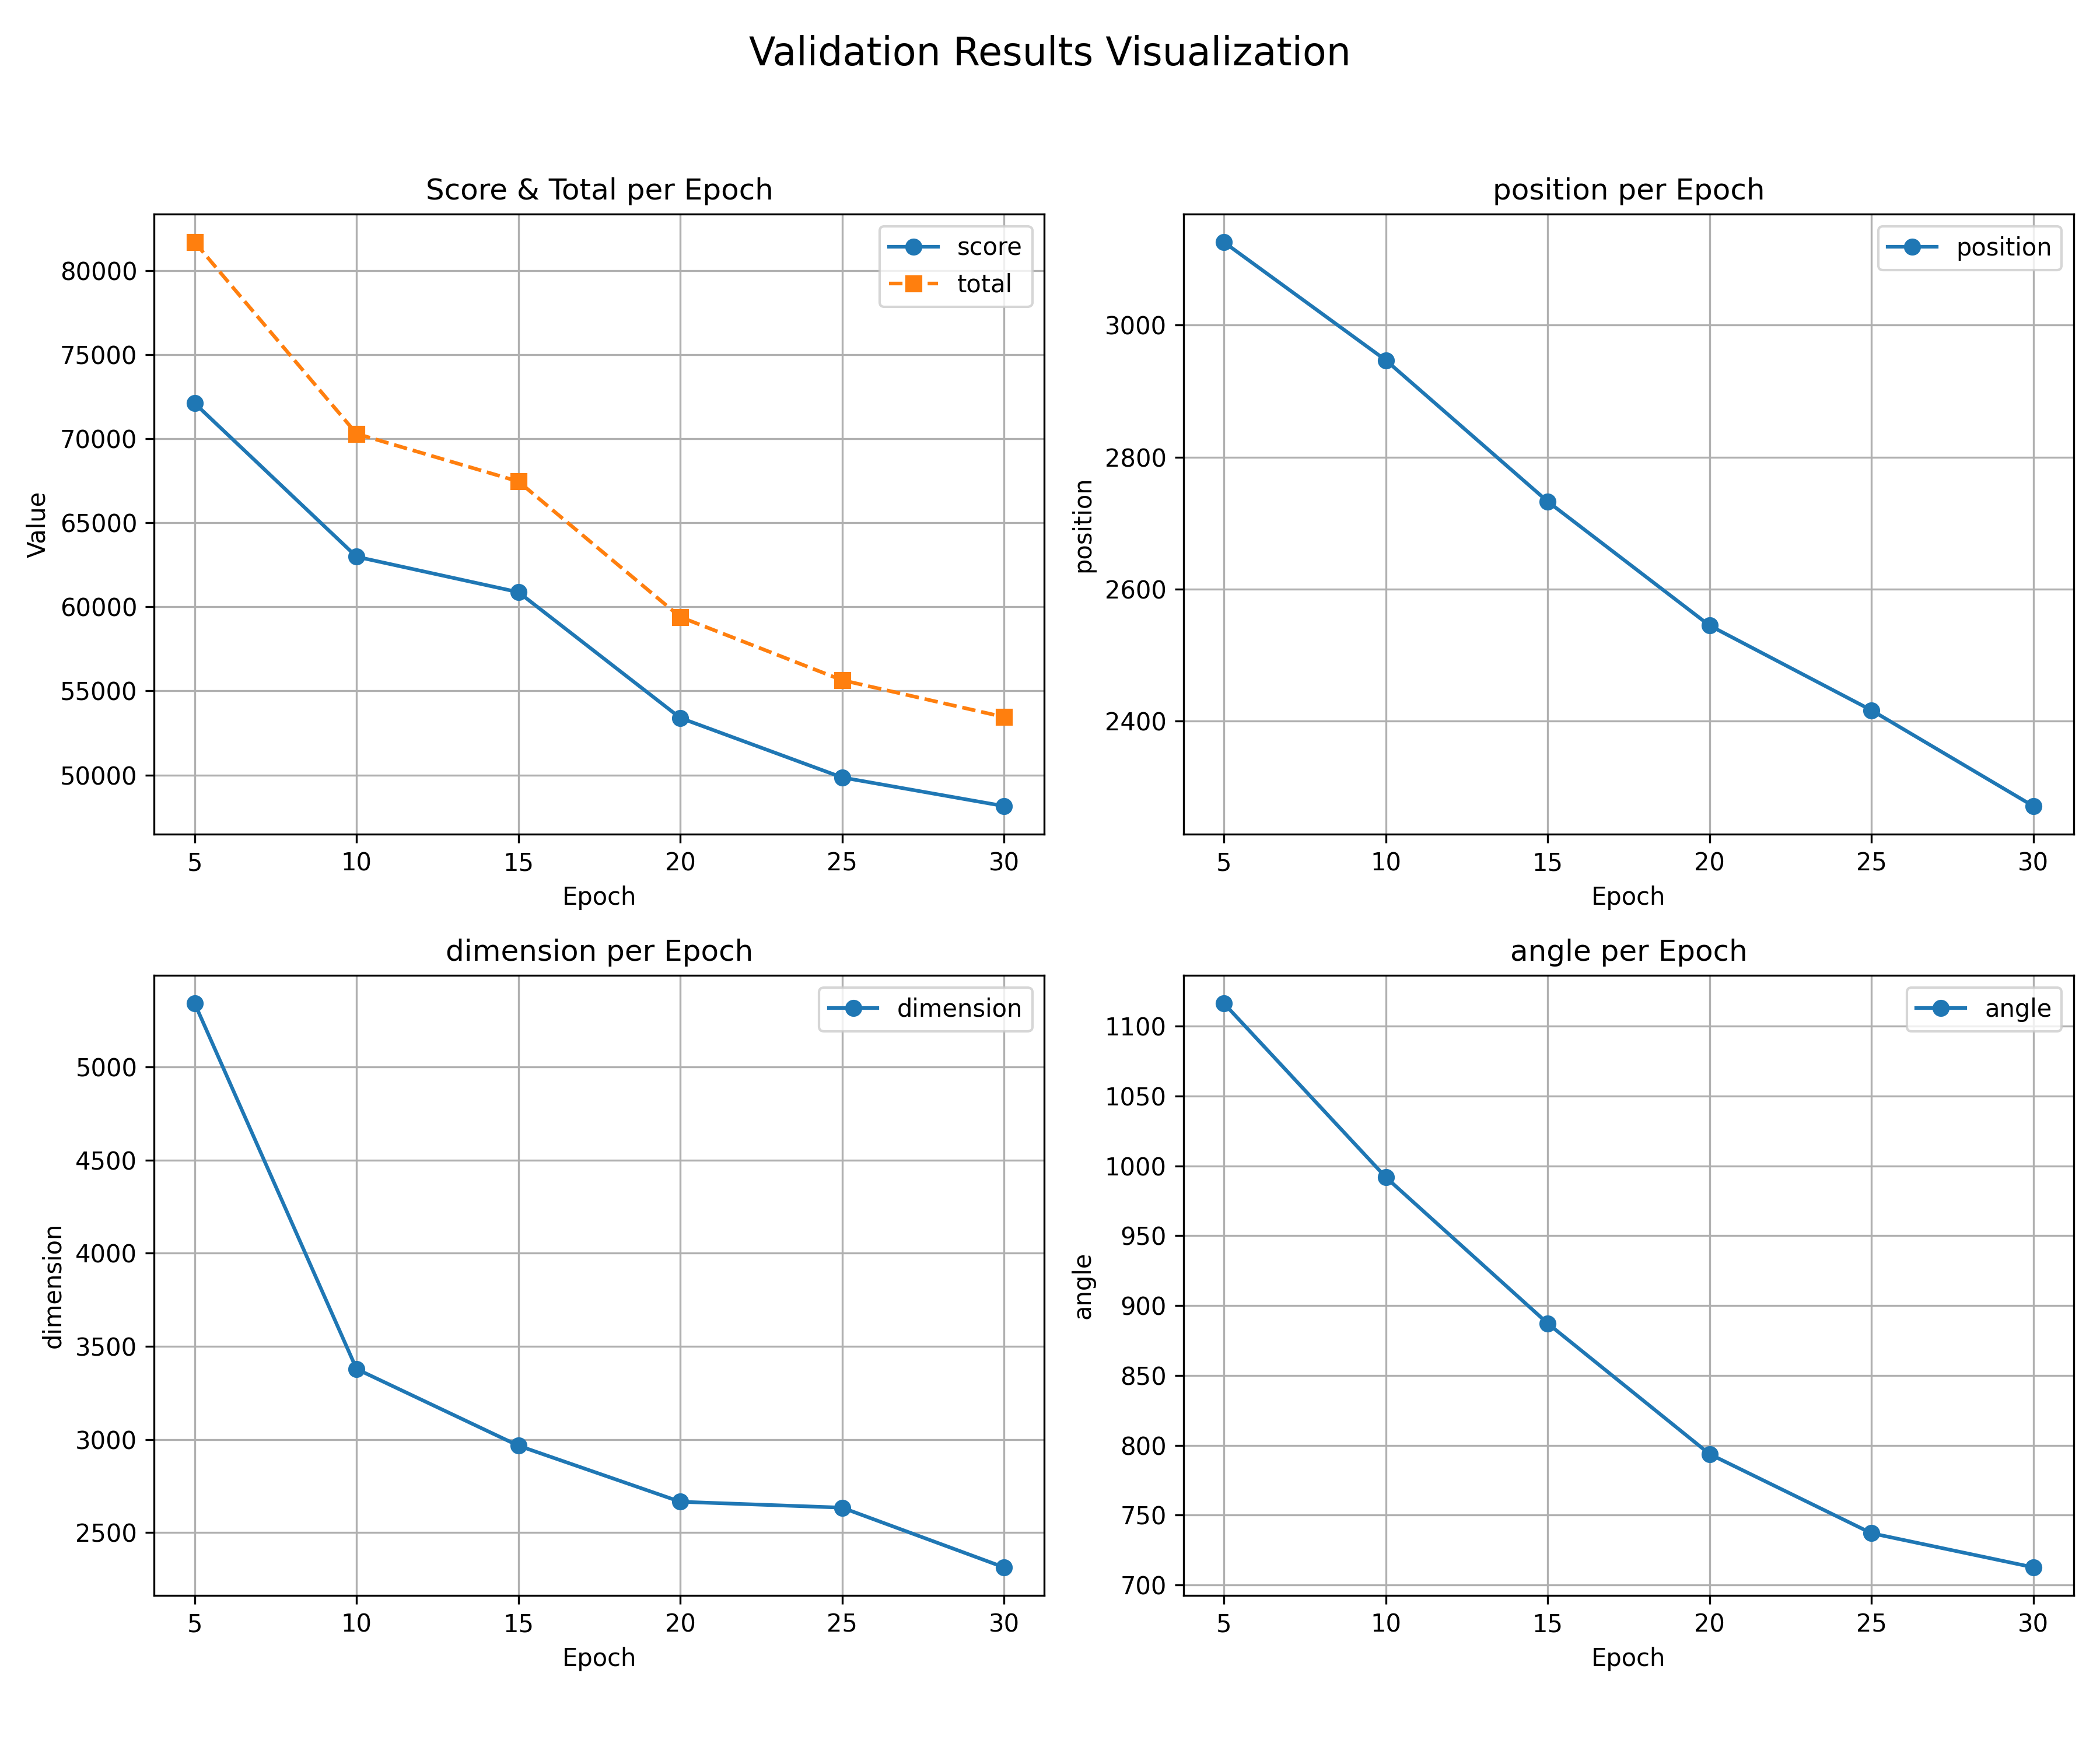 Validation Results Visualization
Score & Total per Epoch
80000
75000
70000
65000
60000
55000
50000
Value
score
total
5 10 15 20 25 30
Epoch
position per Epoch
3000
2800
2600
2400
position
position
5 10 15 20 25 30
Epoch
dimension per Epoch
5000
4500
4000
3500
3000
2500
dimension
dimension
5 10 15 20 25 30
Epoch
angle per Epoch
1100
1050
1000
950
900
850
800
750
700
angle
angle
5 10 15 20 25 30
Epoch